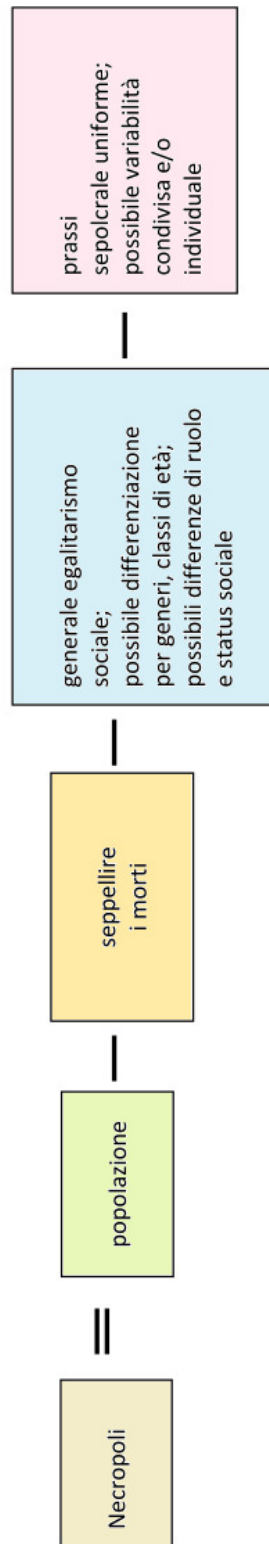 Necropoli
=
popolazione
seppellire
i morti
generale egalitarismo
sociale;
possibile differenziazione
per generi, classi di età;
possibili differenze di ruolo
e status sociale
prassi
sepolcrale uniforme;
possibile variabilità
condivisa e/o
individuale